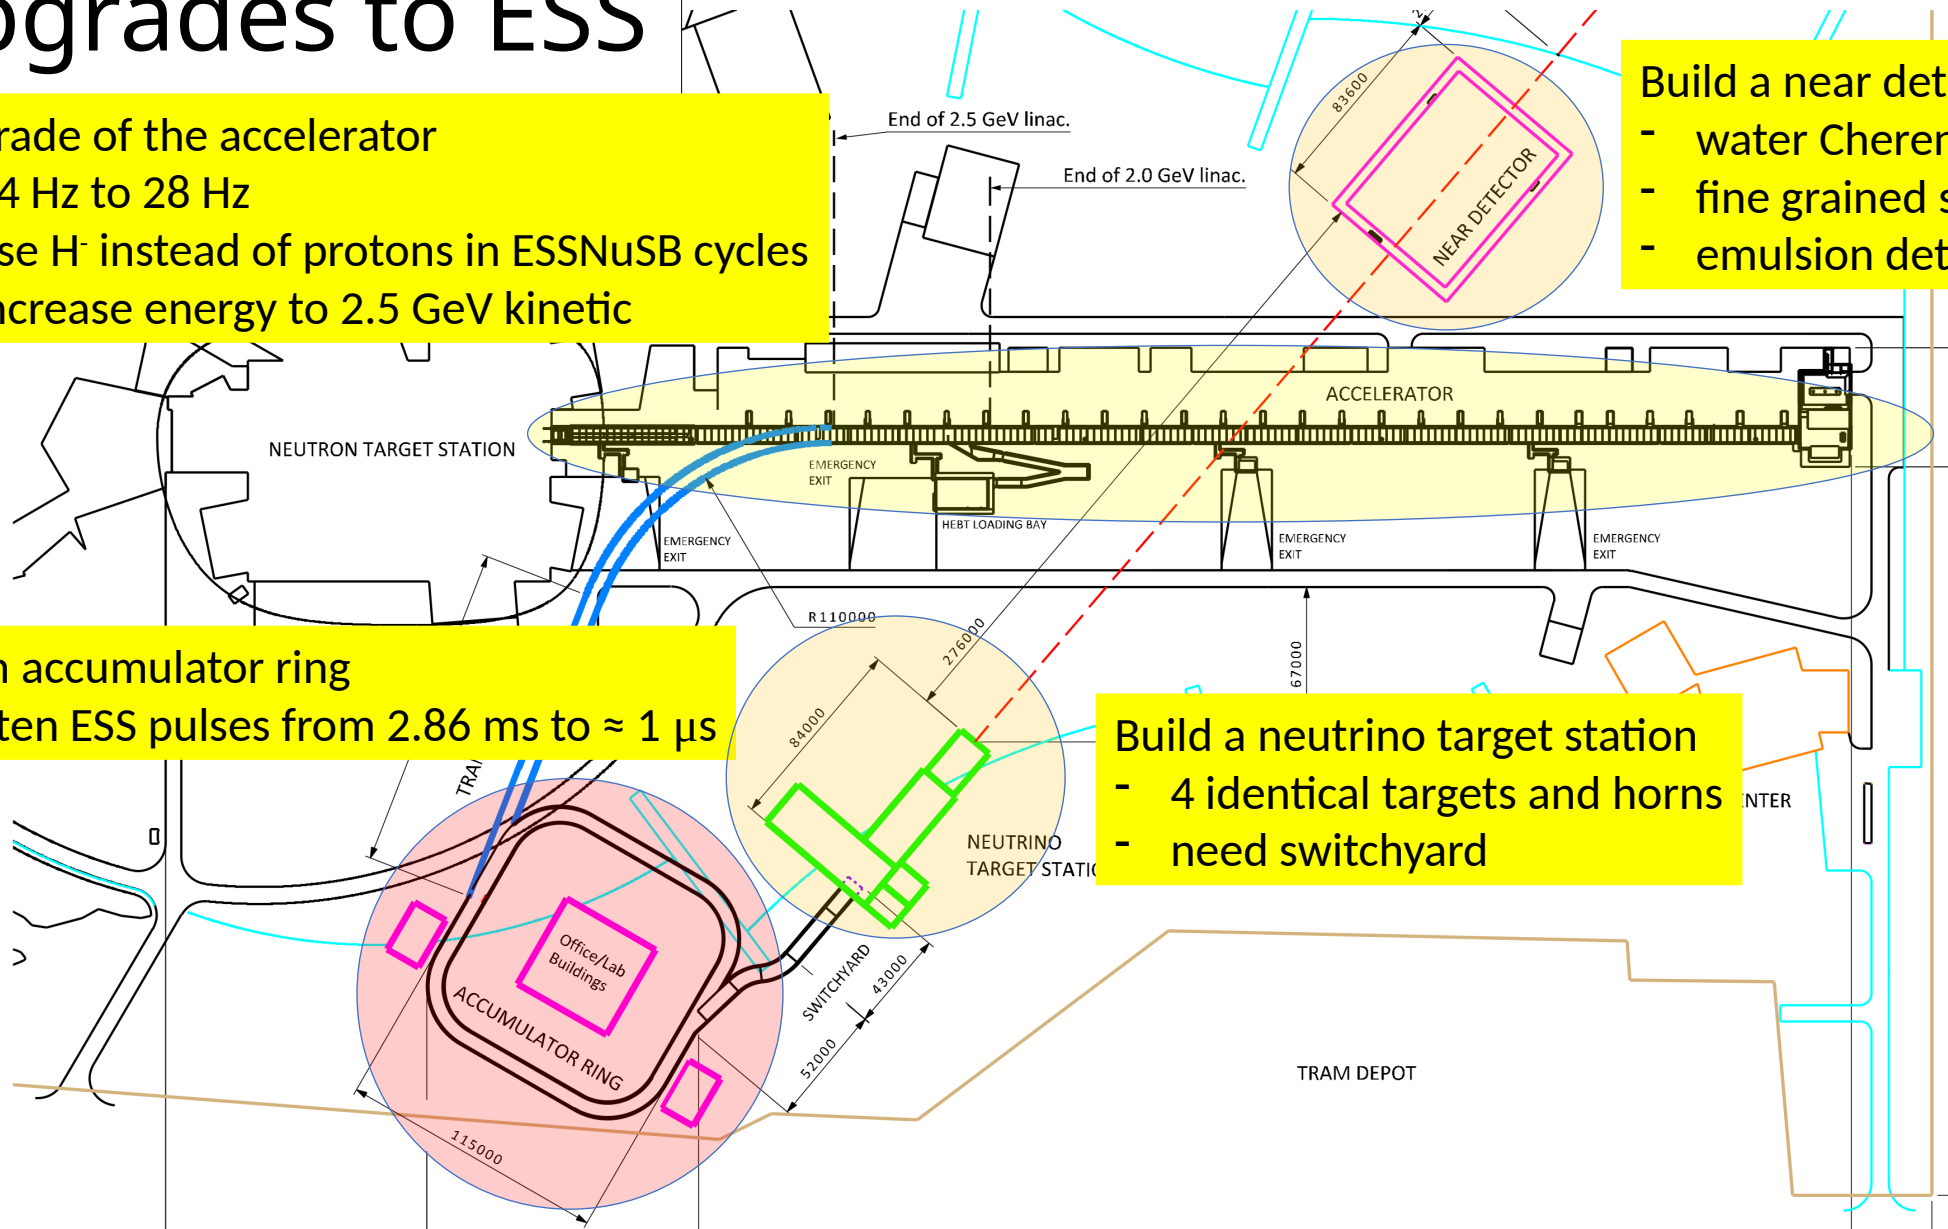 pgrades to ESS
rade of the accelerator
4 Hz to 28 Hz
se H- instead of protons in ESSNuSB cycles
ncrease energy to 2.5 GeV kinetic
End of 2.5 GeV linac.
End of 2.0 GeV linac.
83600
NEAR DETECTOR
Build a near det
- water Cheren
- fine grained s
- emulsion det
ACCELERATOR
NEUTRON TARGET STATION
EMERGENCY
EXIT
HEBT LOADING BAY
EMERGENCY
EXIT
EMERGENCY
EXIT
EMERGENCY
EXIT
R110000
276000
67000
n accumulator ring
ten ESS pulses from 2.86 ms to ≈ 1 μs
84000
Build a neutrino target station
- 4 identical targets and horns
- need switchyard
TRA
NEUTRINO
TARGET STATIO
ENTER
Office/Lab
Buildings
ACCUMULATOR RING
SWITCHYARD
43000
52000
115000
TRAM DEPOT